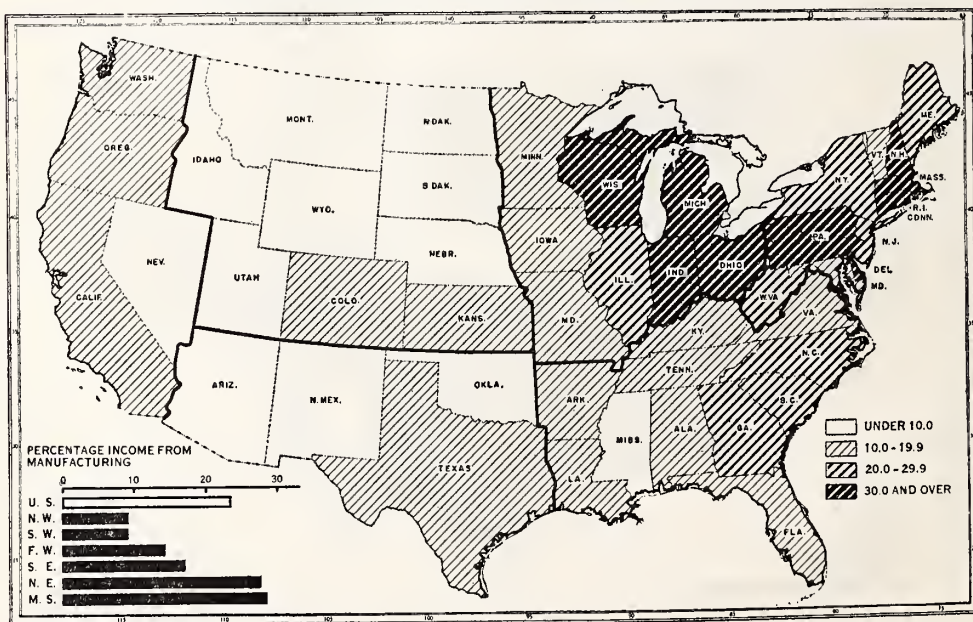 WASH.
MONT.
N.DAK.
MINN.
ME.
OREG.
IDAHO
S.DAK.
WIS.
MICH.
VT.
N.H.
N.Y.
MASS.
R.I.
CONN.
WYO.
IOWA
PA.
N.J.
NEBR.
NEV.
UTAH
ILL.
IND.
OHIO
DEL.
MD.
CALIF.
COLO.
KANS.
MO.
W.VA.
VA.
KY.
ARIZ.
N.MEX.
OKLA.
ARK.
TENN.
N.C.
S.C.
MISS.
ALA.
GA.
TEXAS
LA.
FLA.
UNDER 10.0
10.0 - 19.9
20.0 - 29.9
30.0 AND OVER
PERCENTAGE INCOME FROM
MANUFACTURING
0 10 20 30
U. S.
N. W.
S. W.
F. W.
S. E.
N. E.
M. S.